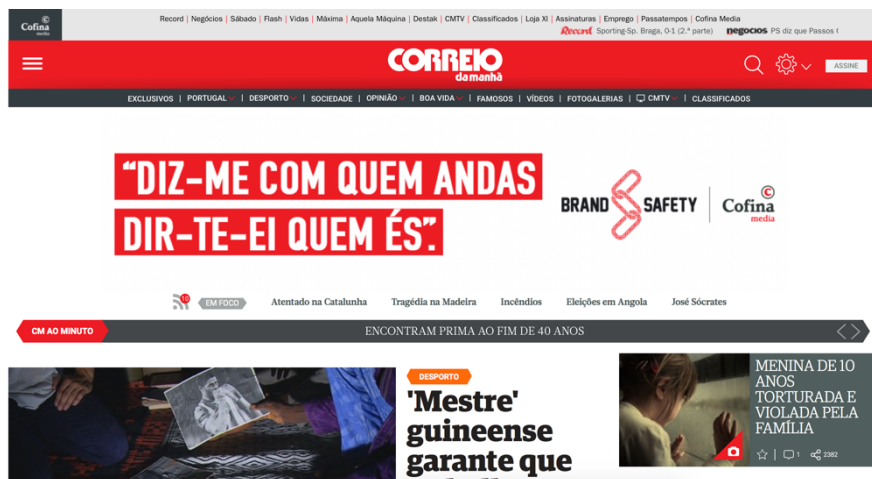 Cofina
media
Record | Negócios | Sábado | Flash | Vidas | Máxima | Aquela Máquina | Destak | CMTV | Classificados | Loja XL | Assinaturas | Emprego | Passatempos | Cofina Media
Record Sporting-Sp. Braga, 0-1 (2.ª parte) negócios PS diz que Passos
CORREIO
da manhã
ASSINE
EXCLUSIVOS | PORTUGAL | DESPORTO | SOCIEDADE | OPINIÃO | BOA VIDA | FAMOSOS | VÍDEOS | FOTOGALERIAS | CMTV | CLASSIFICADOS
“DIZ-ME COM QUEM ANDAS
DIR-TE-EI QUEM ÉS”.
BRAND SAFETY
Cofina
media
10
EM FOCO Atentado na Catalunha Tragédia na Madeira Incêndios Eleições em Angola José Sócrates
CM AO MINUTO ENCONTRAM PRIMA AO FIM DE 40 ANOS
DESPORTO
'Mestre'
guineense
garante que
MENINA DE 10
ANOS
TORTURADA E
VIOLADA PELA
FAMÍLIA
1 2382